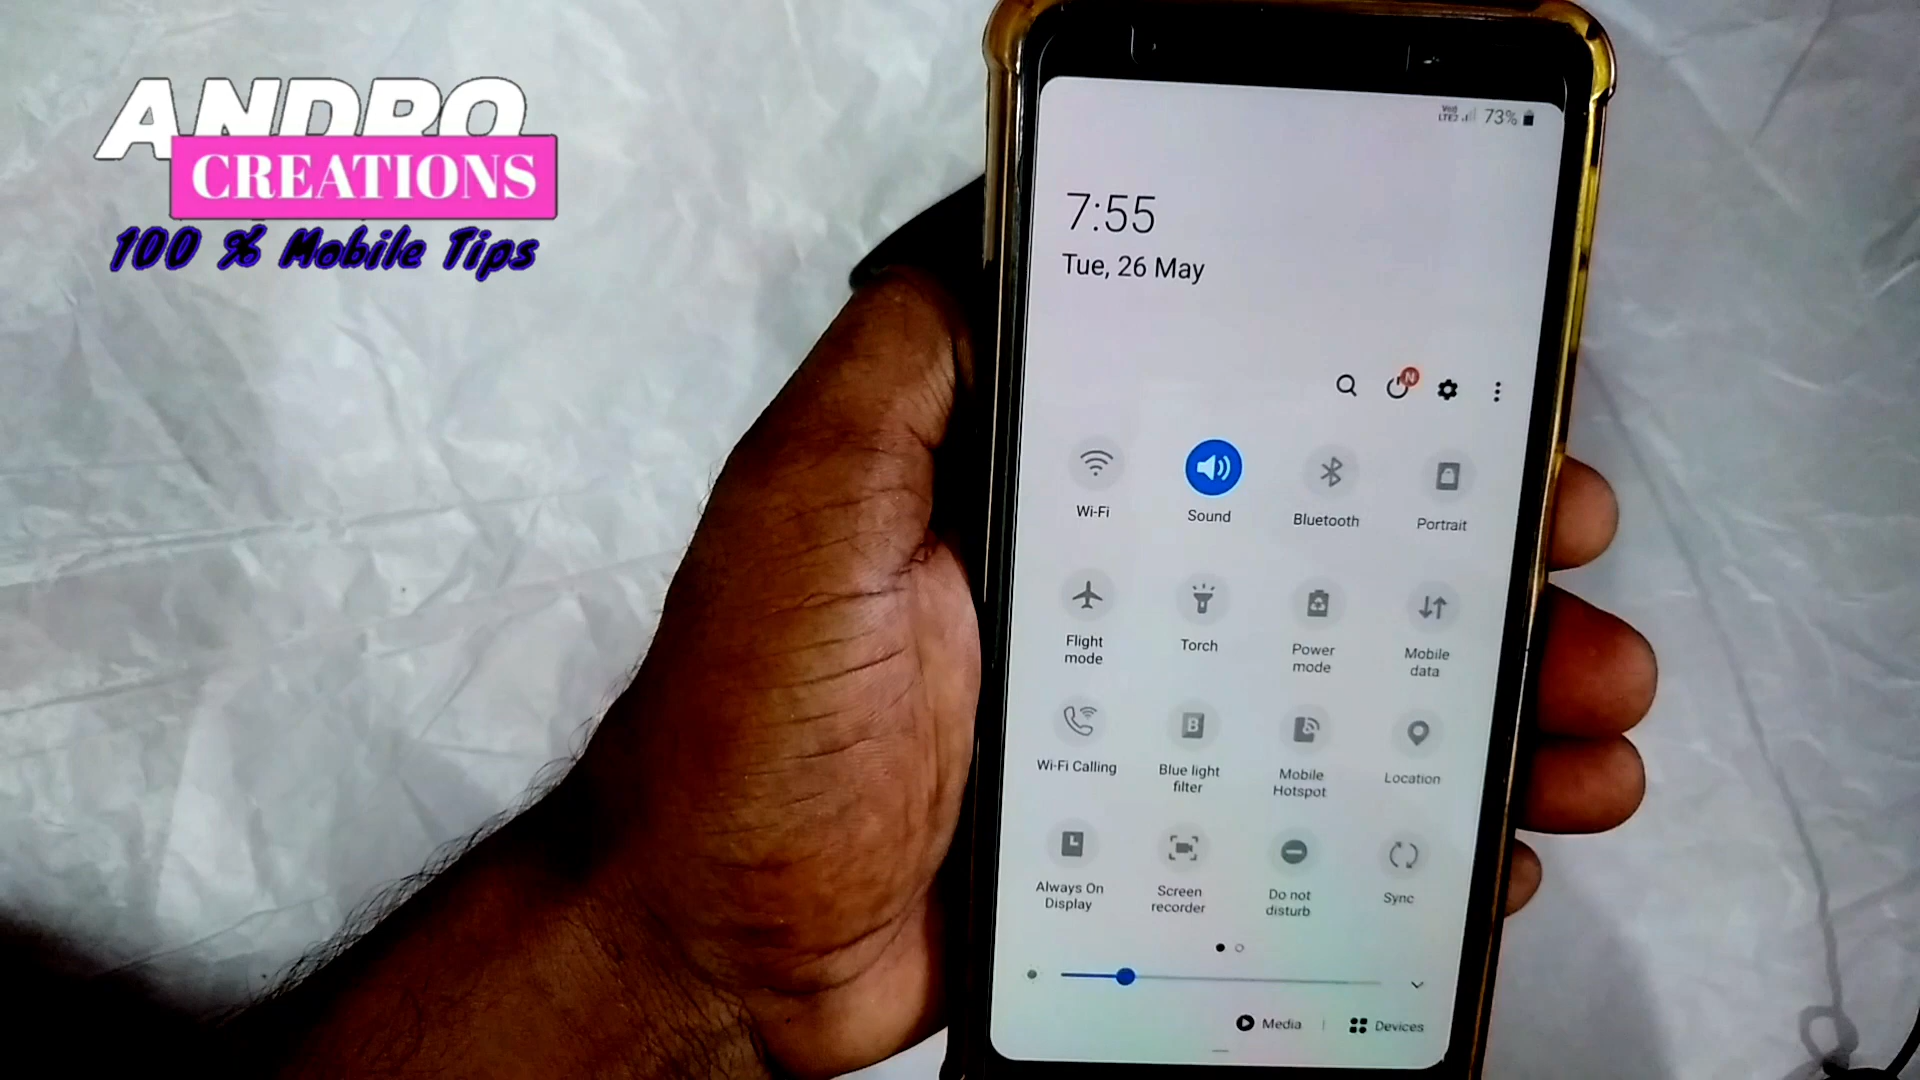 ANDRO
CREATIONS
100 % Mobile Tips
73%
7:55
Tue, 26 May
N
Wi-Fi
Sound
Bluetooth
Portrait
Flight
mode
Torch
Power
mode
Mobile
data
Wi-Fi Calling
B
Blue light
filter
Mobile
Hotspot
Location
Always On
Display
Screen
recorder
Do not
disturb
Sync
Media
Devices